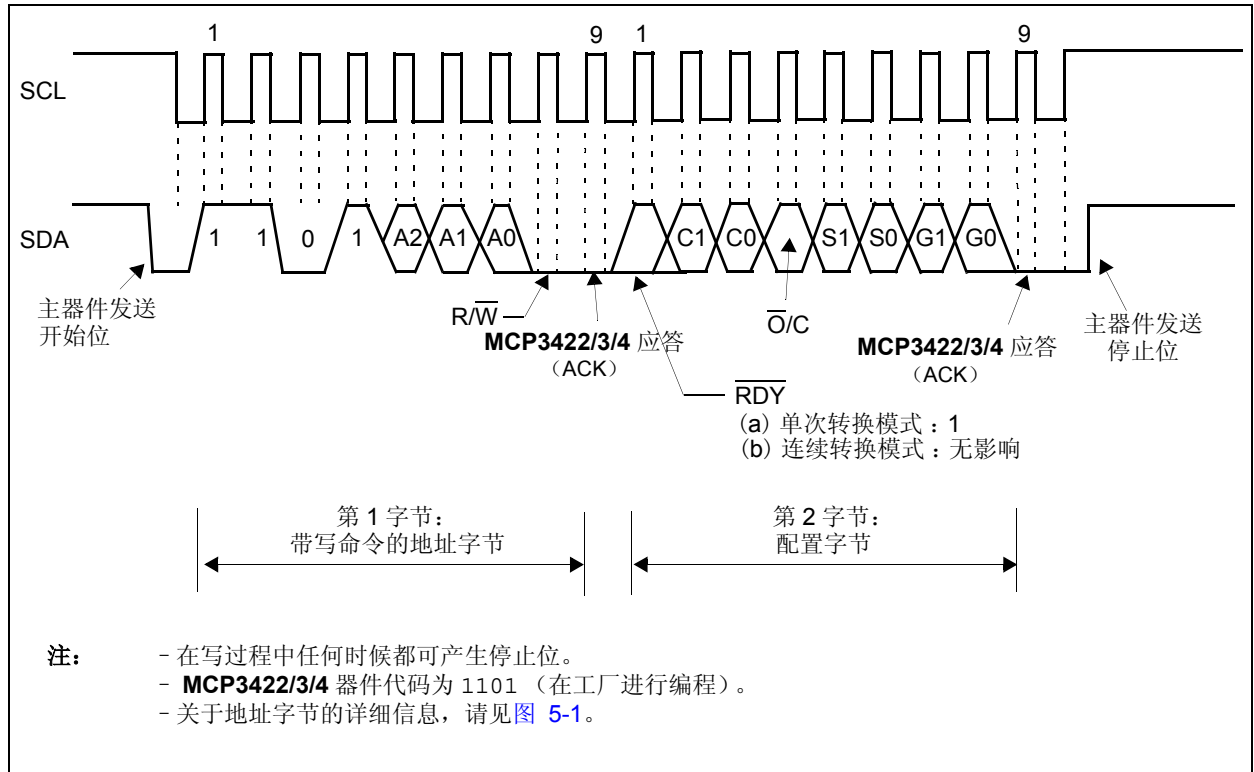 1 9 1 9
SCL
SDA
1 1 0 1 A2 A1 A0 C1 C0 S1 S0 G1 G0
主器件发送
开始位
R/W̅
MCP3422/3/4 应答
（ACK）
O̅/C
MCP3422/3/4 应答
（ACK）
主器件发送
停止位
R̅D̅Y̅
(a) 单次转换模式：1
(b) 连续转换模式：无影响
第 1 字节：
带写命令的地址字节
第 2 字节：
配置字节
注：
– 在写过程中任何时候都可产生停止位。
– MCP3422/3/4 器件代码为 1101 （在工厂进行编程）。
– 关于地址字节的详细信息，请见图 5-1。